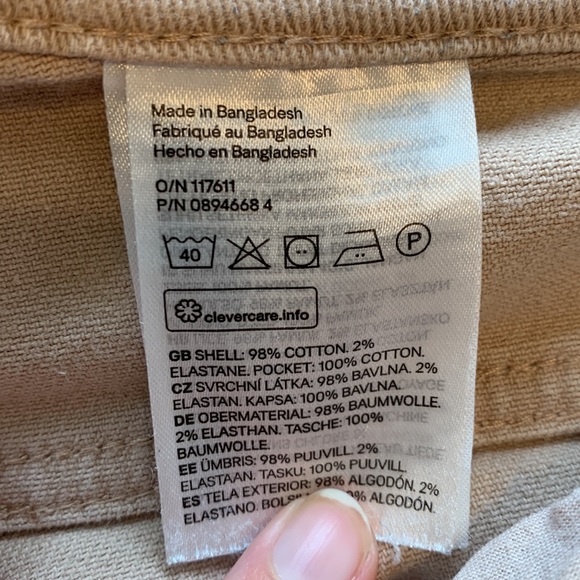 Made in Bangladesh
Fabriqué au Bangladesh
Hecho en Bangladesh
O/N 117611
P/N 0894668 4
40
P
clevercare.info
GB SHELL: 98% COTTON. 2%
ELASTANE. POCKET: 100% COTTON.
CZ SVRCHNÍ LÁTKA: 98% BAVLNA. 2%
ELASTAN. KAPSA: 100% BAVLNA.
DE OBERMATERIAL: 98% BAUMWOLLE.
2% ELASTHAN. TASCHE: 100%
BAUMWOLLE.
EE ÜMBRIS: 98% PUUVILL. 2%
ELASTAAN. TASKU: 100% PUUVILL.
ES TELA EXTERIOR: 98% ALGODÓN. 2%
ELASTANO. ALGODÓN.